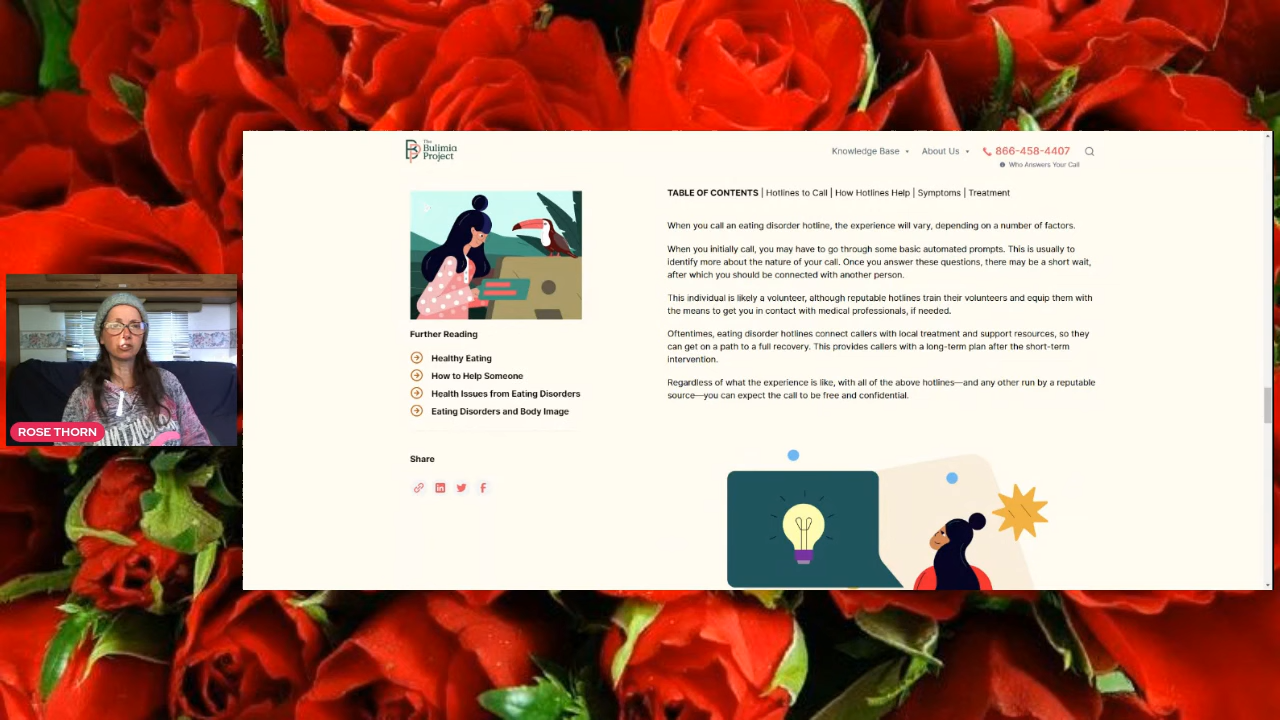 The
Bulimia
Project
Knowledge Base
About Us
866-458-4407
Who Answers Your Call
TABLE OF CONTENTS | Hotlines to Call | How Hotlines Help | Symptoms | Treatment
When you call an eating disorder hotline, the experience will vary, depending on a number of factors.
When you initially call, you may have to go through some basic automated prompts. This is usually to
identify more about the nature of your call. Once you answer these questions, there may be a short wait,
after which you should be connected with another person.
This individual is likely a volunteer, although reputable hotlines train their volunteers and equip them with
the means to get you in contact with medical professionals, if needed.
Oftentimes, eating disorder hotlines connect callers with local treatment and support resources, so they
can get on a path to a full recovery. This provides callers with a long-term plan after the short-term
intervention.
Regardless of what the experience is like, with all of the above hotlines—and any other run by a reputable
source—you can expect the call to be free and confidential.
Further Reading
Healthy Eating
How to Help Someone
Health Issues from Eating Disorders
Eating Disorders and Body Image
Share
ROSE THORN